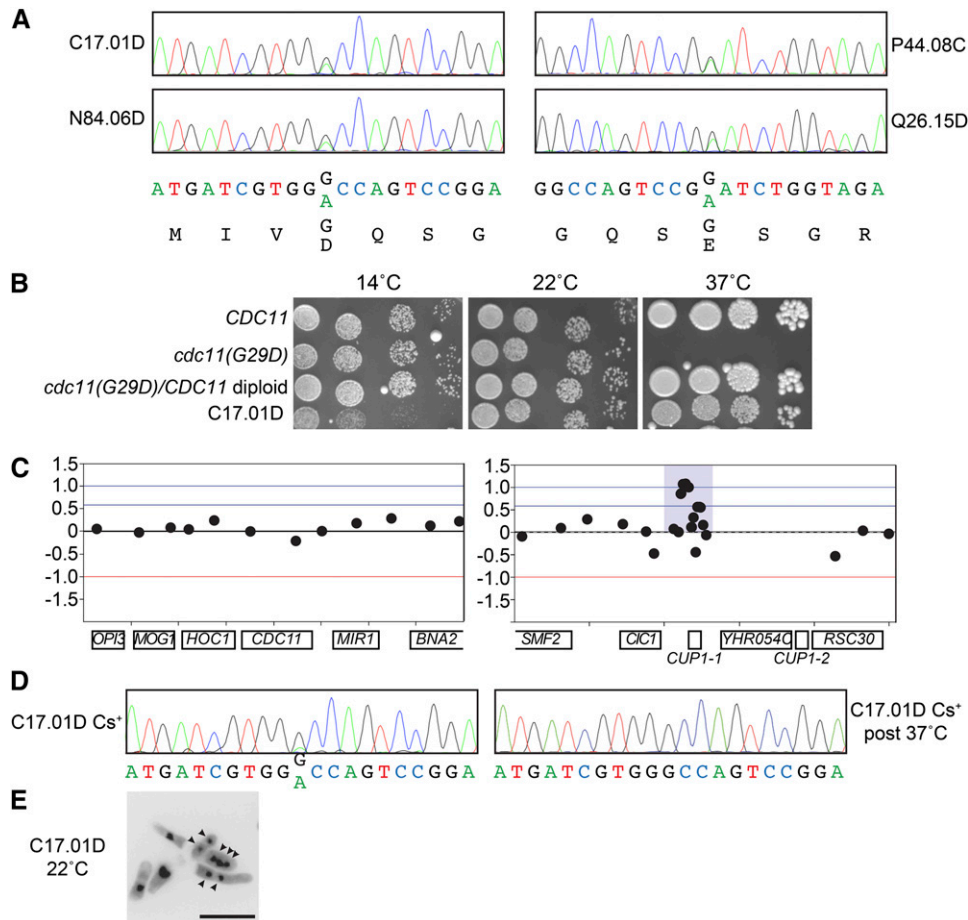 A
C17.01D
P44.08C
N84.06D
Q26.15D
ATGATCGTGGGCCAGTCCGGA
A
GGCCAGTCCGGATCTGGTAGA
A
M I V G Q S G
D
G Q S G S G R
E
B
14˚C 22˚C 37˚C
CDC11
cdc11(G29D)
cdc11(G29D)/CDC11 diploid
C17.01D
C
1.5
1.0
0.5
0
-0.5
-1.0
-1.5
OPI3 MOG1 HOC1 CDC11 MIR1 BNA2
1.5
1.0
0.5
0
-0.5
-1.0
-1.5
SMF2 CIC1 YHR054C RSC30
CUP1-1 CUP1-2
D
C17.01D Cs+
C17.01D Cs+
post 37˚C
ATGATCGTGGGCCAGTCCGGA
A
ATGATCGTGGGCCAGTCCGGA
E
C17.01D
22˚C